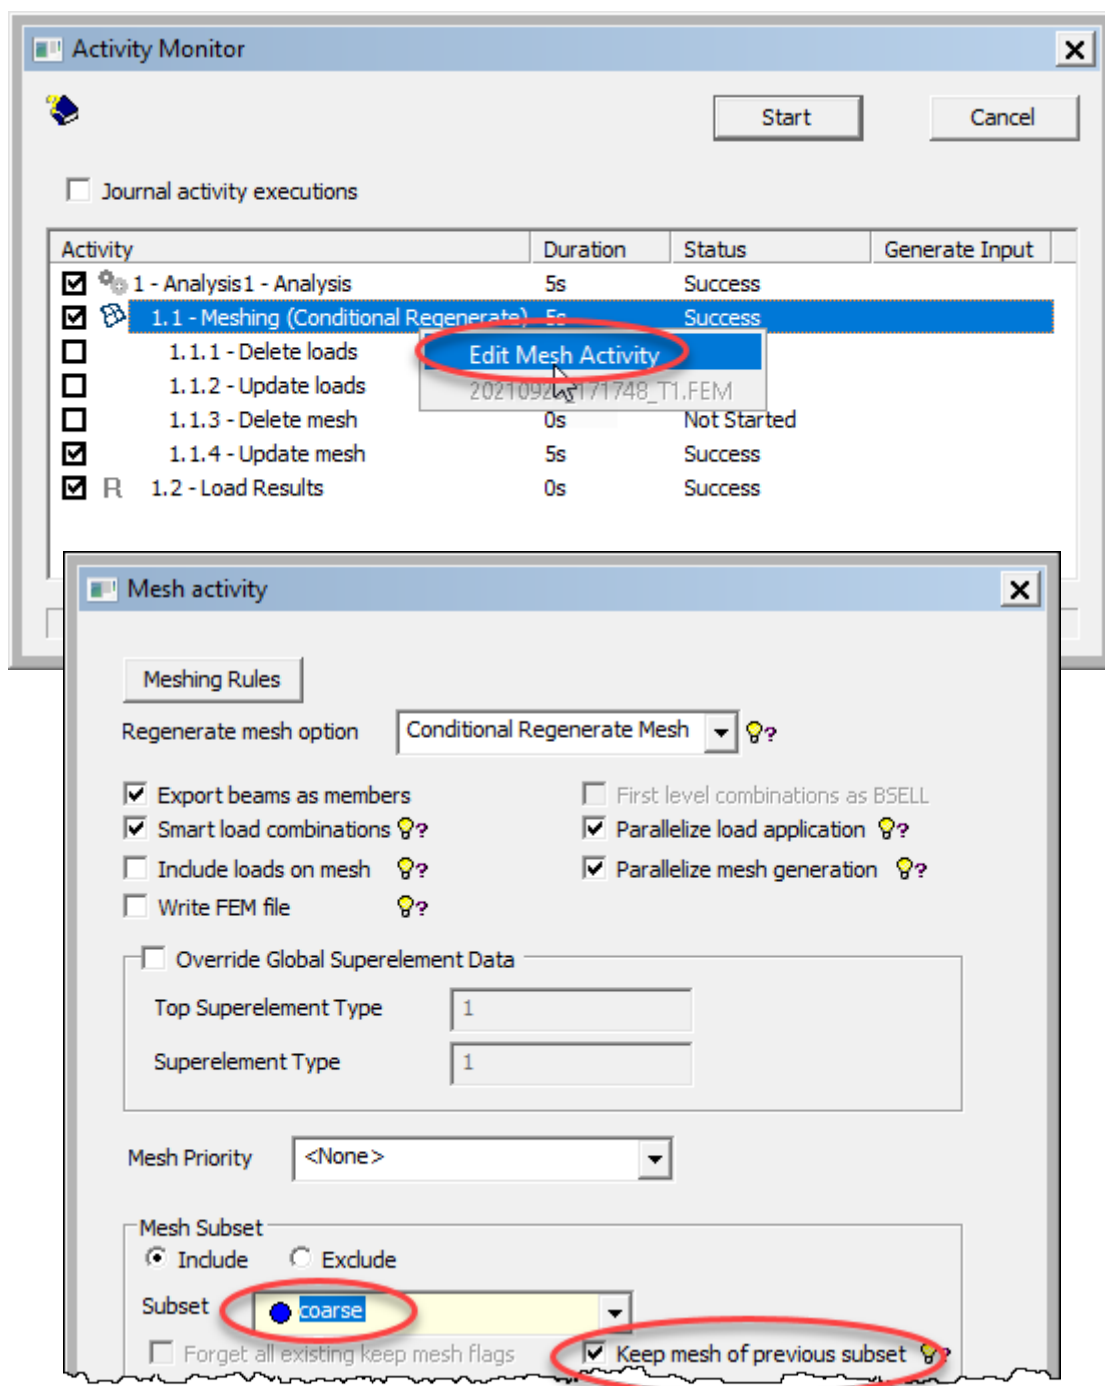 Activity Monitor
Start Cancel
Journal activity executions
Activity Duration Status Generate Input
1 - Analysis1 - Analysis 5s Success
1.1 - Meshing (Conditional Regenerate) 5s Success
1.1.1 - Delete loads
Edit Mesh Activity
1.1.2 - Update loads
1.1.3 - Delete mesh 0s Not Started
1.1.4 - Update mesh 5s Success
R 1.2 - Load Results 0s Success
Mesh activity
Meshing Rules
Regenerate mesh option Conditional Regenerate Mesh ?
Export beams as members First level combinations as BSELL
Smart load combinations ? Parallelize load application ?
Include loads on mesh ? Parallelize mesh generation ?
Write FEM file ?
Override Global Superelement Data
Top Superelement Type 1
Superelement Type 1
Mesh Priority <None>
Mesh Subset
Include Exclude
Subset coarse
Forget all existing keep mesh flags Keep mesh of previous subset ?